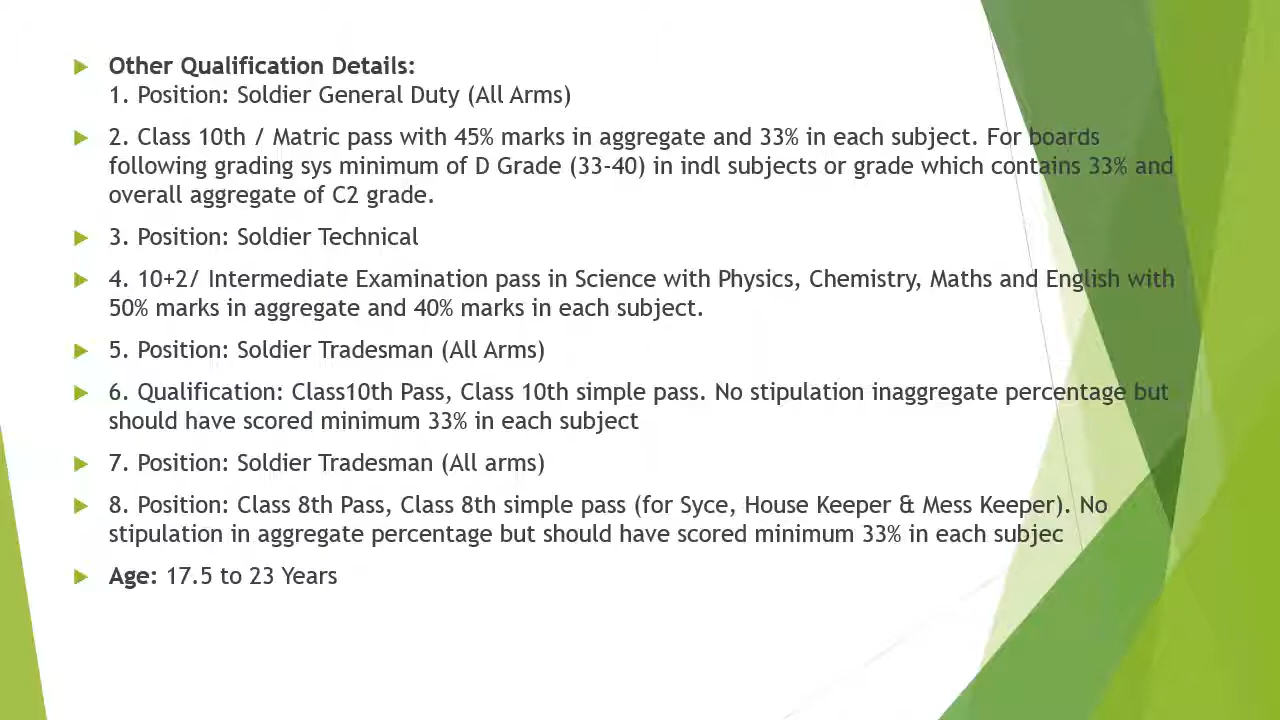 Other Qualification Details:
1. Position: Soldier General Duty (All Arms)
2. Class 10th / Matric pass with 45% marks in aggregate and 33% in each subject. For boards
following grading sys minimum of D Grade (33-40) in indl subjects or grade which contains 33% and
overall aggregate of C2 grade.
3. Position: Soldier Technical
4. 10+2/ Intermediate Examination pass in Science with Physics, Chemistry, Maths and English with
50% marks in aggregate and 40% marks in each subject.
5. Position: Soldier Tradesman (All Arms)
6. Qualification: Class10th Pass, Class 10th simple pass. No stipulation inaggregate percentage but
should have scored minimum 33% in each subject
7. Position: Soldier Tradesman (All arms)
8. Position: Class 8th Pass, Class 8th simple pass (for Syce, House Keeper & Mess Keeper). No
stipulation in aggregate percentage but should have scored minimum 33% in each subjec
Age: 17.5 to 23 Years